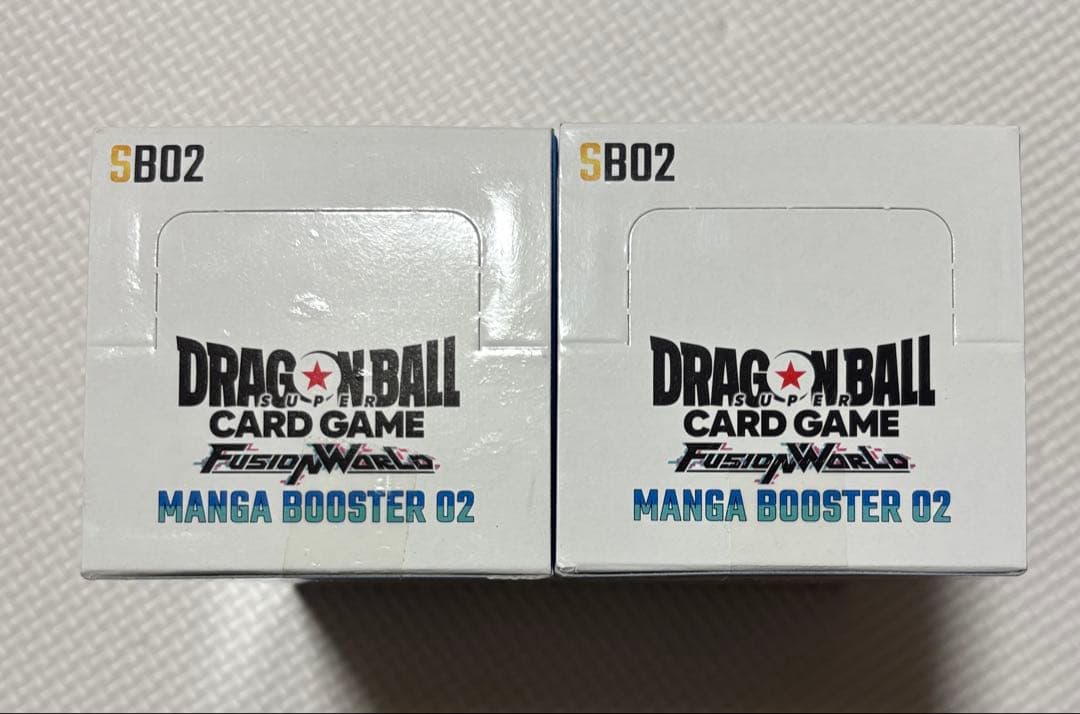 SB02
DRAGON BALL
SUPER
CARD GAME
FUSION WORLD
MANGA BOOSTER 02
SB02
DRAGON BALL
SUPER
CARD GAME
FUSION WORLD
MANGA BOOSTER 02